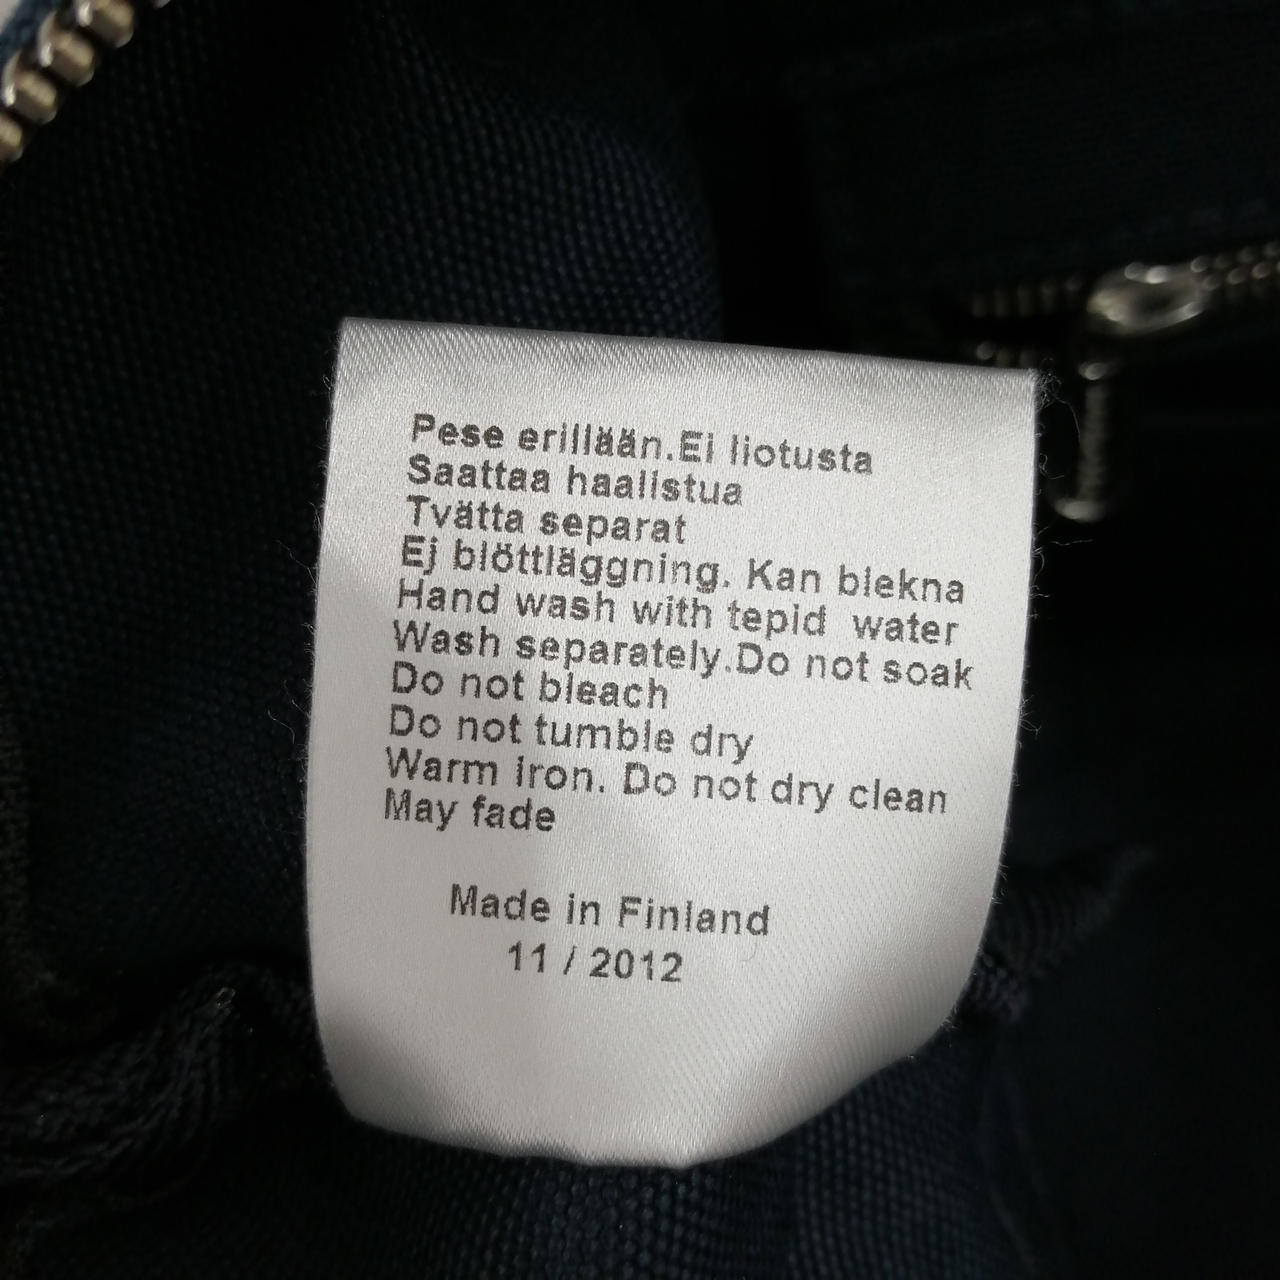 Pese erillään.Ei liotusta
Saattaa haalistua
Tvätta separat
Ej blöttläggning. Kan blekna
Hand wash with tepid water
Wash separately.Do not soak
Do not bleach
Do not tumble dry
Warm iron. Do not dry clean
May fade
Made in Finland
11 / 2012